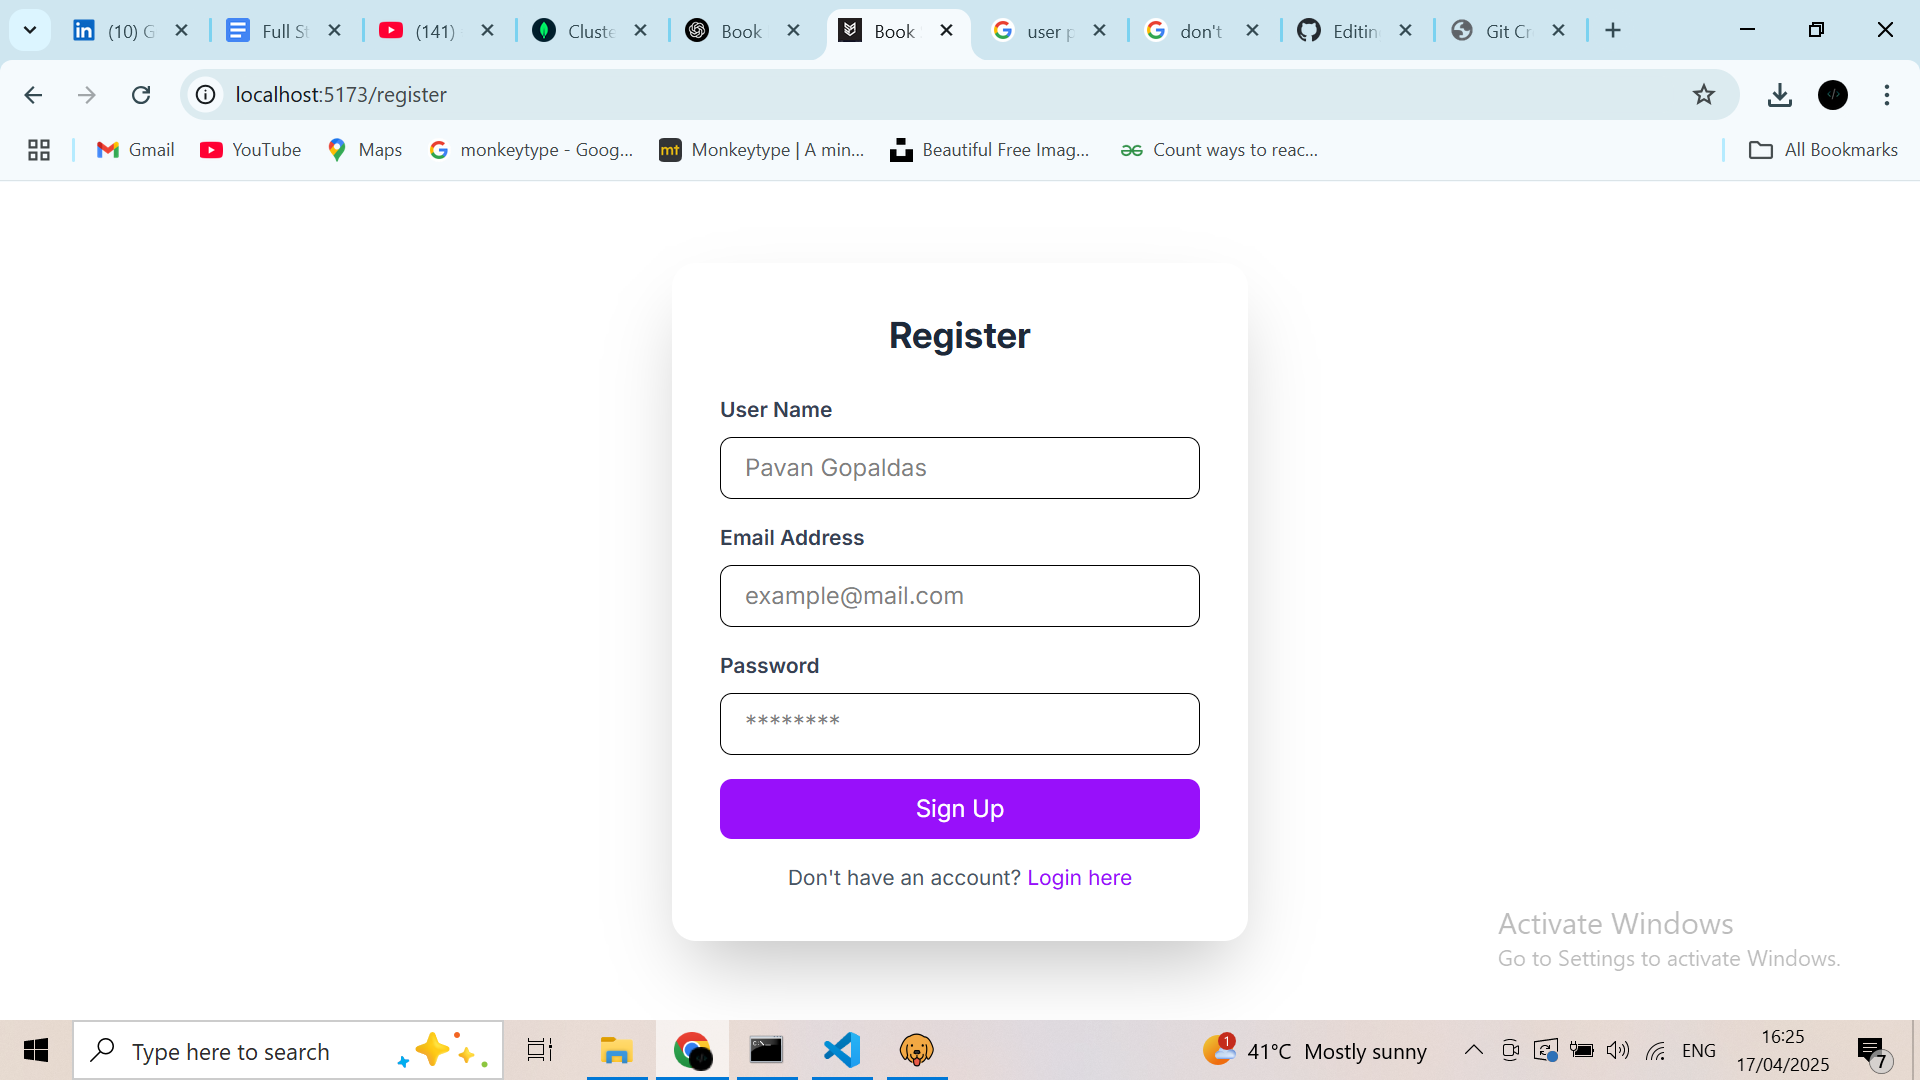 (10) G
Full St
(141)
Cluste
Book
Book
user p
don't
Editin
Git Cr
localhost:5173/register
Gmail
YouTube
Maps
monkeytype - Goog...
mt
Monkeytype | A min...
Beautiful Free Imag...
Count ways to reac...
All Bookmarks
Register
User Name
Pavan Gopaldas
Email Address
example@mail.com
Password
********
Sign Up
Don't have an account? Login here
Activate Windows
Go to Settings to activate Windows.
Type here to search
1
41°C Mostly sunny
ENG
16:25
17/04/2025
7